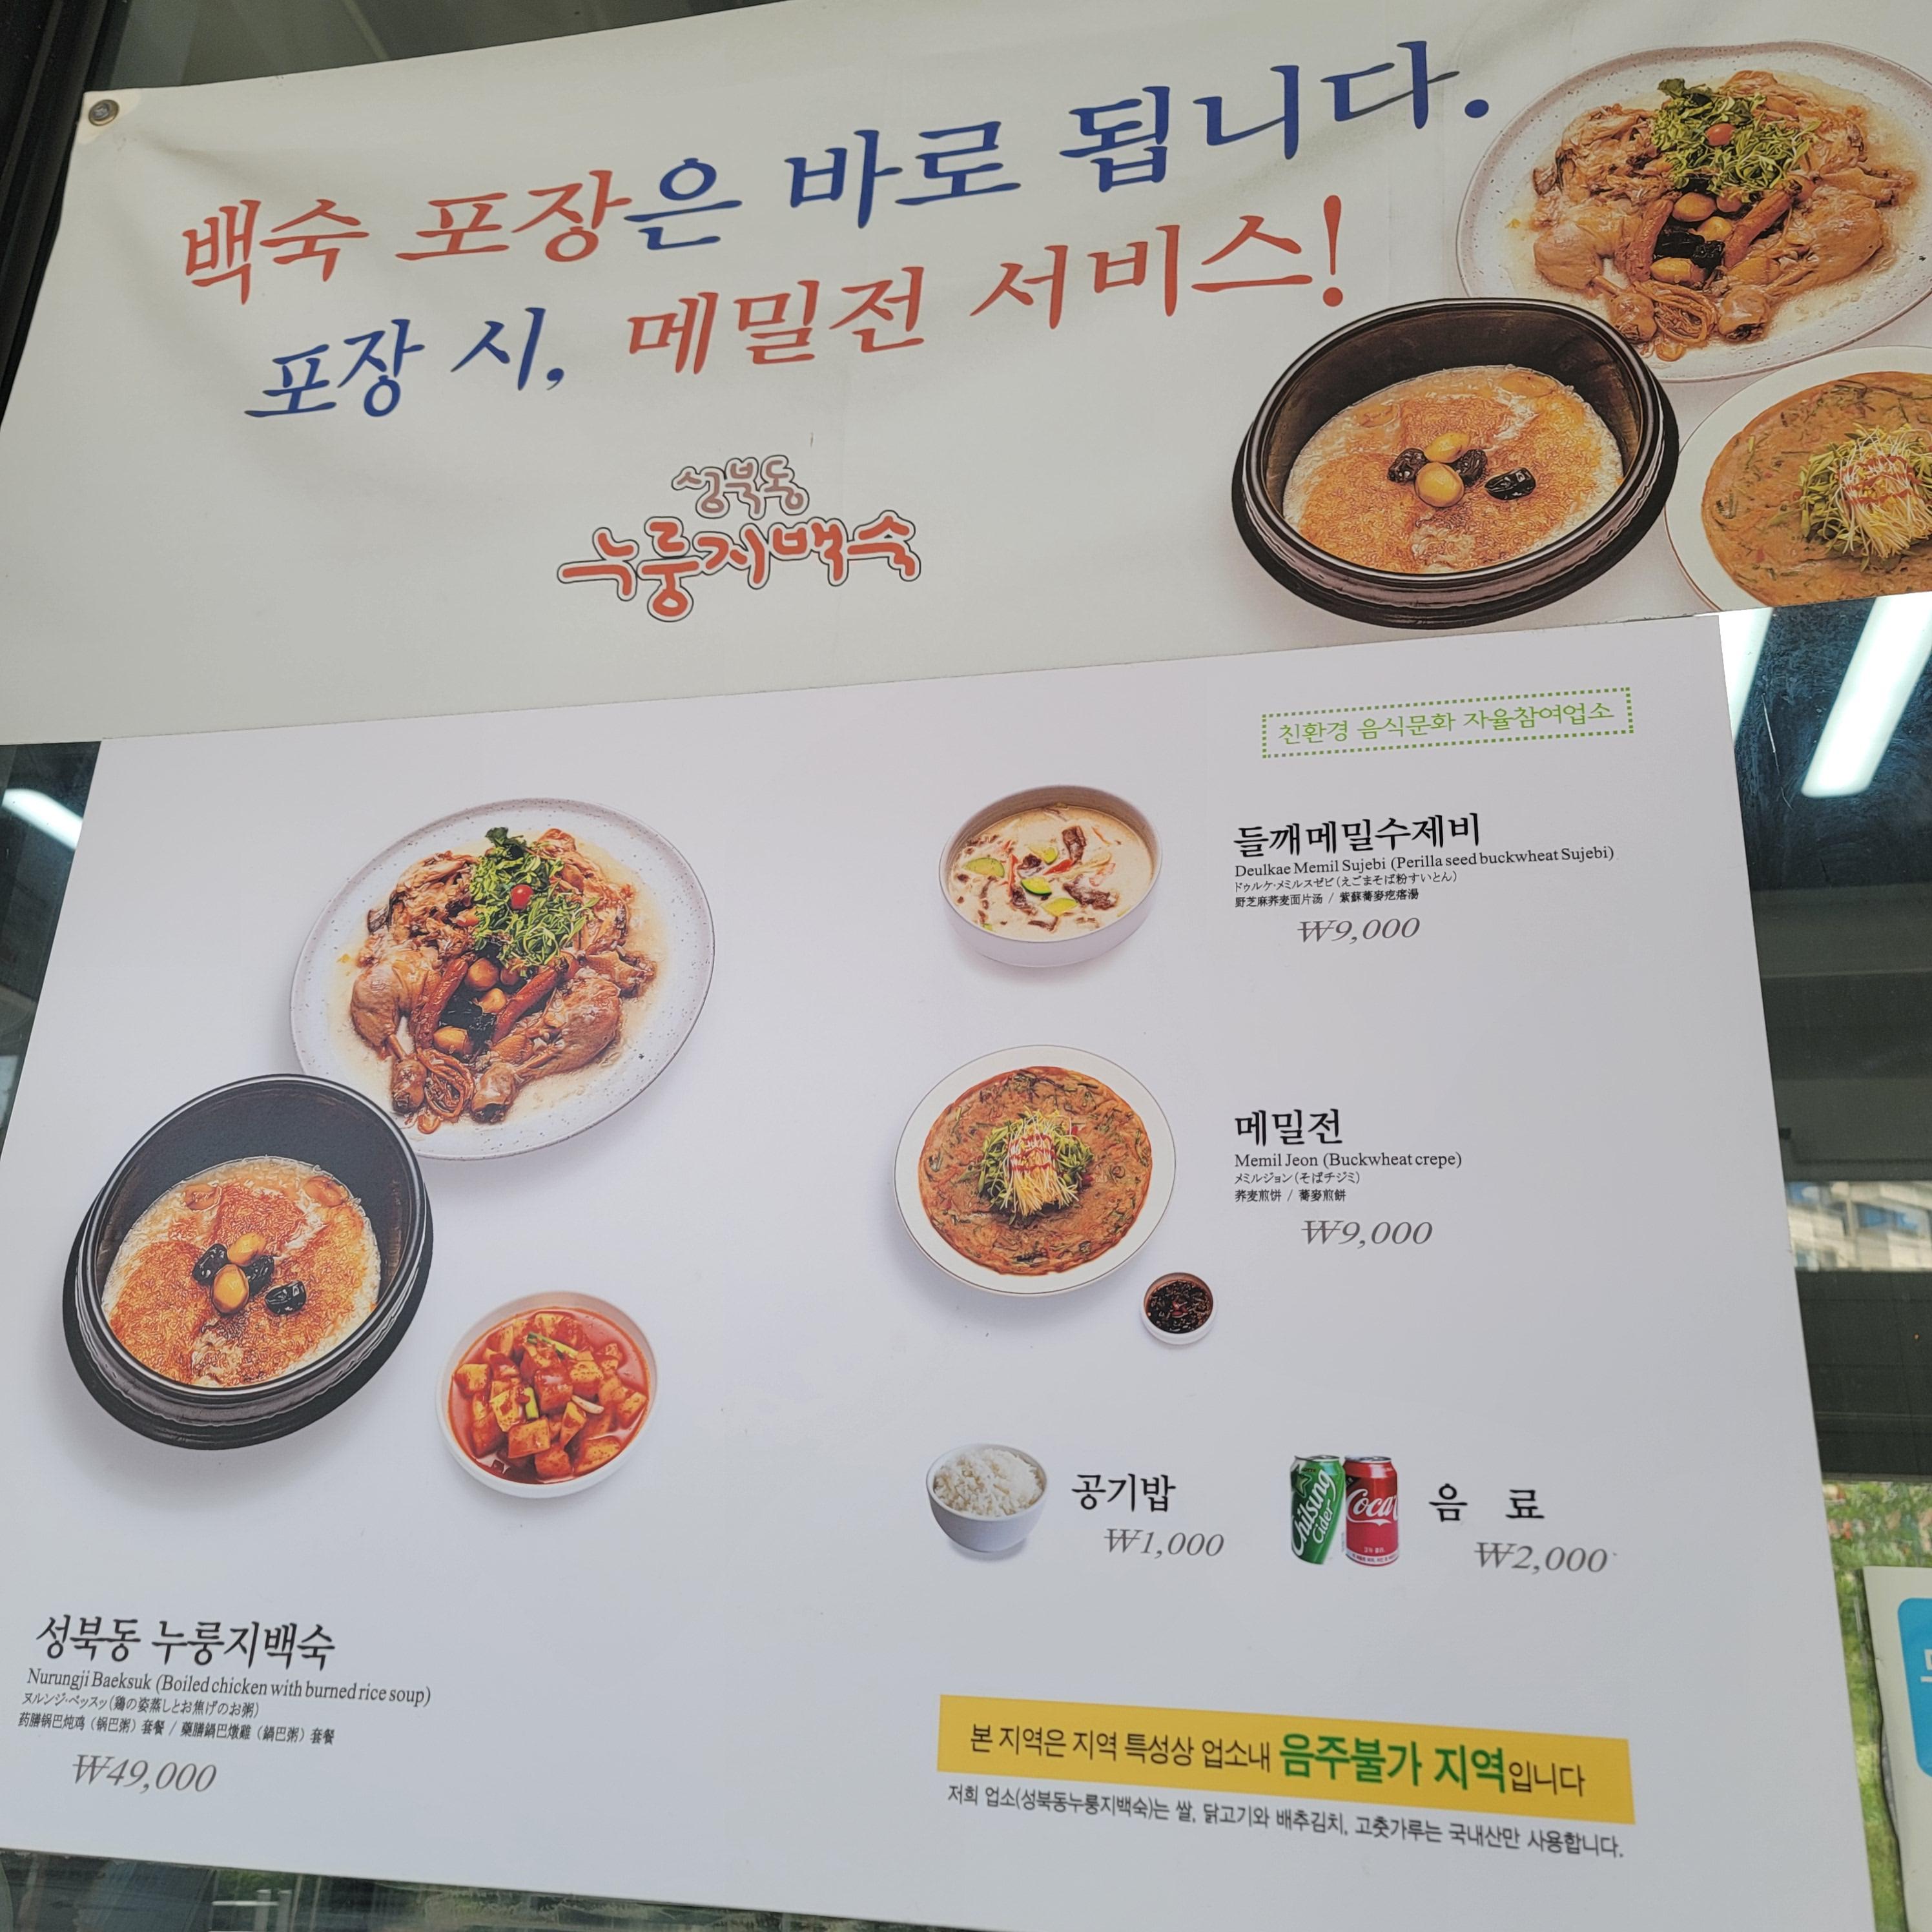 백숙 포장은 바로 됩니다.
포장 시, 메밀전 서비스!
성북동
누룽지백숙
친환경 음식문화 자율참여업소
들깨메밀수제비
Deulkae Memil Sujebi (Perilla seed buckwheat Sujebi)
ドゥルケ·メミルスゼビ(えごまそば粉すいとん)
野芝麻荞麦面片汤 / 紫蘇蕎麥疙瘩湯
₩9,000
메밀전
Memil Jeon (Buckwheat crepe)
メミルジョン(そばチジミ)
荞麦煎饼 / 蕎麥煎餅
₩9,000
공기밥
₩1,000
Chilsung
Cider
Coca
음 료
₩2,000
성북동 누룽지백숙
Nurungji Baeksuk (Boiled chicken with burned rice soup)
ヌルンジ·ペッスッ(鶏の姿蒸しとお焦げのお粥)
药膳锅巴炖鸡（锅巴粥）套餐 / 藥膳鍋巴燉雞（鍋巴粥）套餐
₩49,000
본 지역은 지역 특성상 업소내 음주불가 지역입니다
저희 업소(성북동누룽지백숙)는 쌀, 닭고기와 배추김치, 고춧가루는 국내산만 사용합니다.